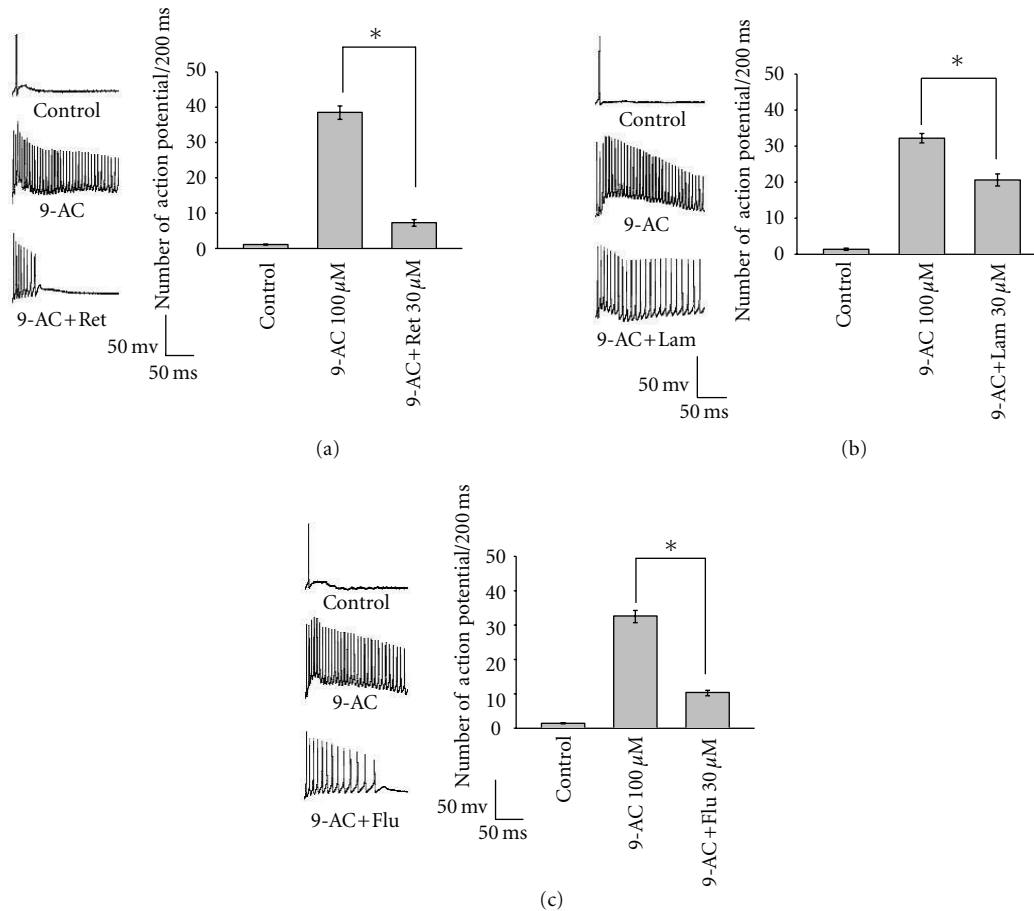 Control
9-AC
9-AC+Ret
50 mv
50 ms
Number of action potential/200 ms
50
40
30
20
10
0
*
Control
9-AC 100 μM
9-AC+Ret 30 μM
(a)
Control
9-AC
9-AC+Lam
50 mv
50 ms
Number of action potential/200 ms
50
40
30
20
10
0
*
Control
9-AC 100 μM
9-AC+Lam 30 μM
(b)
Control
9-AC
9-AC+Flu
50 mv
50 ms
Number of action potential/200 ms
50
40
30
20
10
0
*
Control
9-AC 100 μM
9-AC+Flu 30 μM
(c)